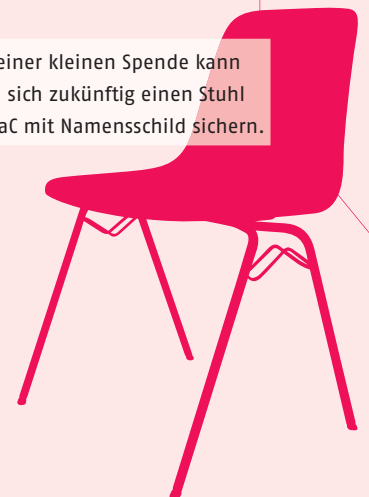 einer kleinen Spende kann
sich zukünftig einen Stuhl
aC mit Namensschild sichern.